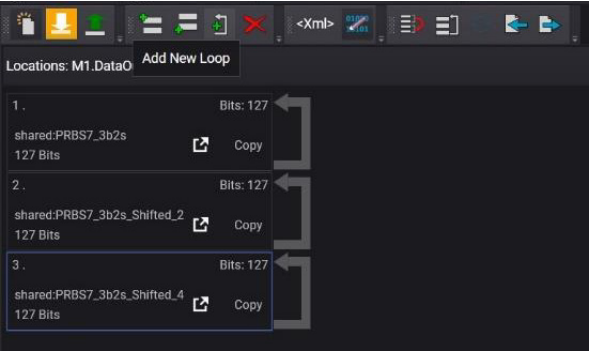 <Xml>
Locations: M1.DataO
Add New Loop
1 .
Bits: 127
shared:PRBS7_3b2s
127 Bits
Copy
2 .
Bits: 127
shared:PRBS7_3b2s_Shifted_2
127 Bits
Copy
3 .
Bits: 127
shared:PRBS7_3b2s_Shifted_4
127 Bits
Copy